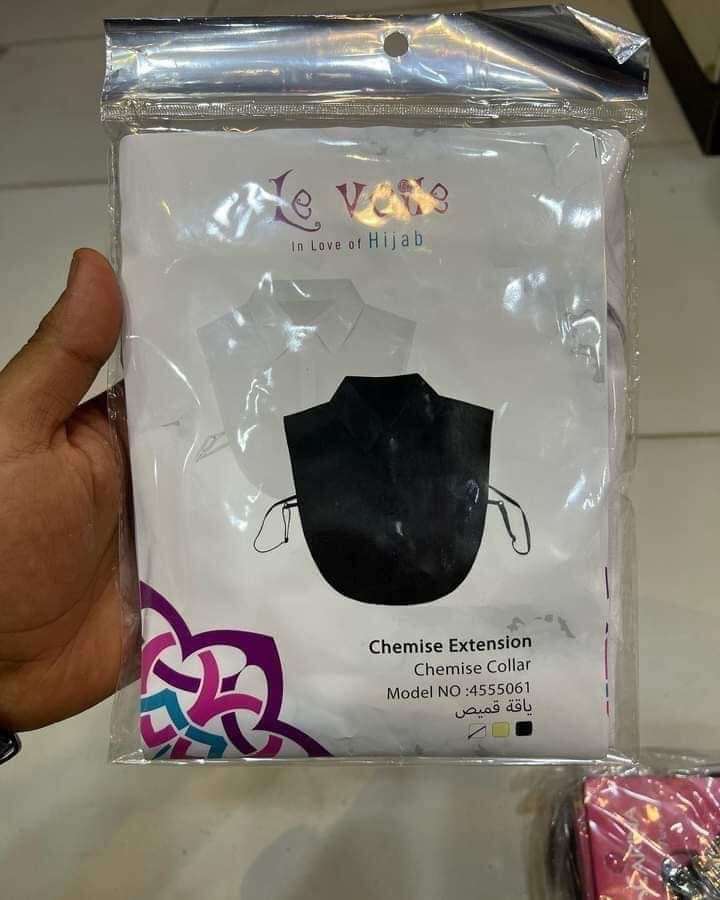 Le Voile
In Love of Hijab
Chemise Extension
Chemise Collar
Model NO :4555061
ياقة قميص